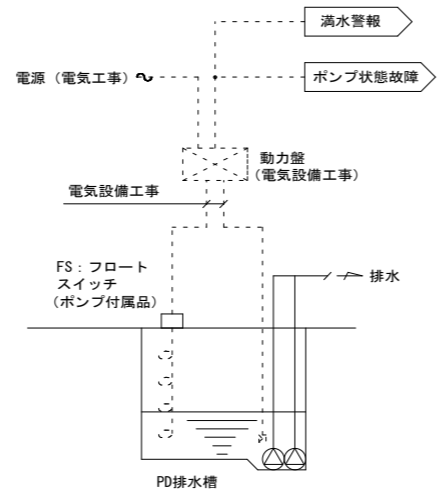 満水警報
電源（電気工事）
ポンプ状態故障
動力盤
（電気設備工事）
電気設備工事
FS：フロート
スイッチ
（ポンプ付属品）
排水
PD排水槽